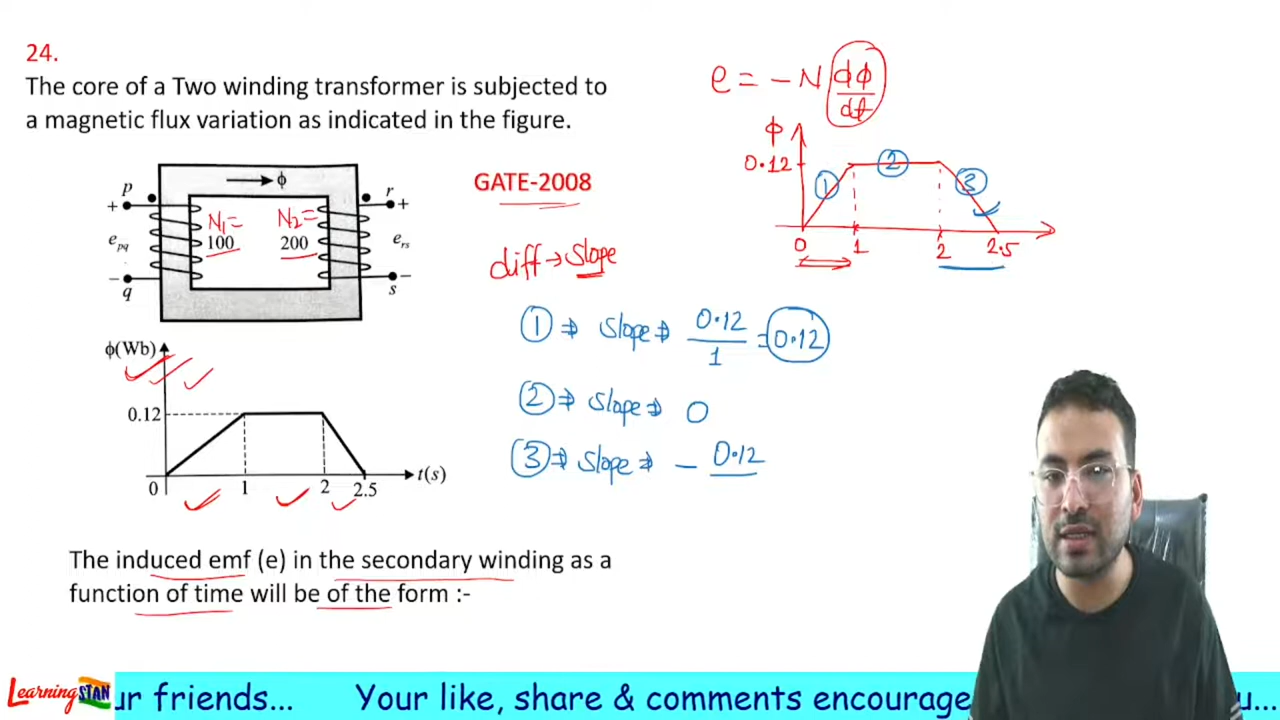 24.
The core of a Two winding transformer is subjected to
a magnetic flux variation as indicated in the figure.
ϕ
p
r
+
+
N1=
N2=
100
200
epq
ers
−
−
q
s
ϕ(Wb)
0.12
0
1
2
2.5
t(s)
The induced emf (e) in the secondary winding as a
function of time will be of the form :-
GATE-2008
diff → Slope
e = − N dϕ/dt
ϕ
0.12
①
②
③
0
1
2
2.5
① ⇒ Slope ⇒ 0.12/1 = 0.12
② ⇒ Slope ⇒ 0
③ ⇒ Slope ⇒ − 0.12
LearningSTAN
ur friends... Your like, share & comments encourage
u...